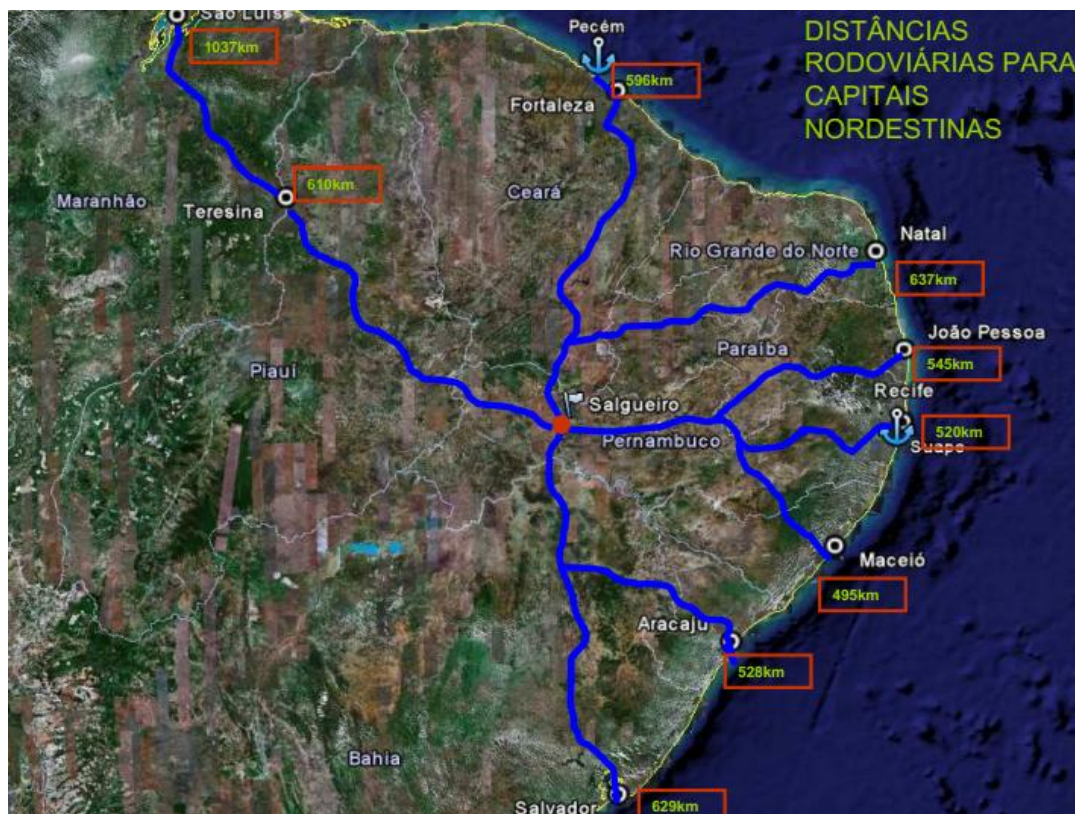 São Luís
1037km
Pecém
596km
Fortaleza
DISTÂNCIAS
RODOVIÁRIAS PARA
CAPITAIS
NORDESTINAS
Maranhão
Teresina
610km
Ceará
Rio Grande do Norte
Natal
637km
João Pessoa
545km
Paraíba
Piauí
Salgueiro
Pernambuco
Recife
520km
Suape
Maceió
495km
Aracaju
528km
Bahia
Salvador
629km